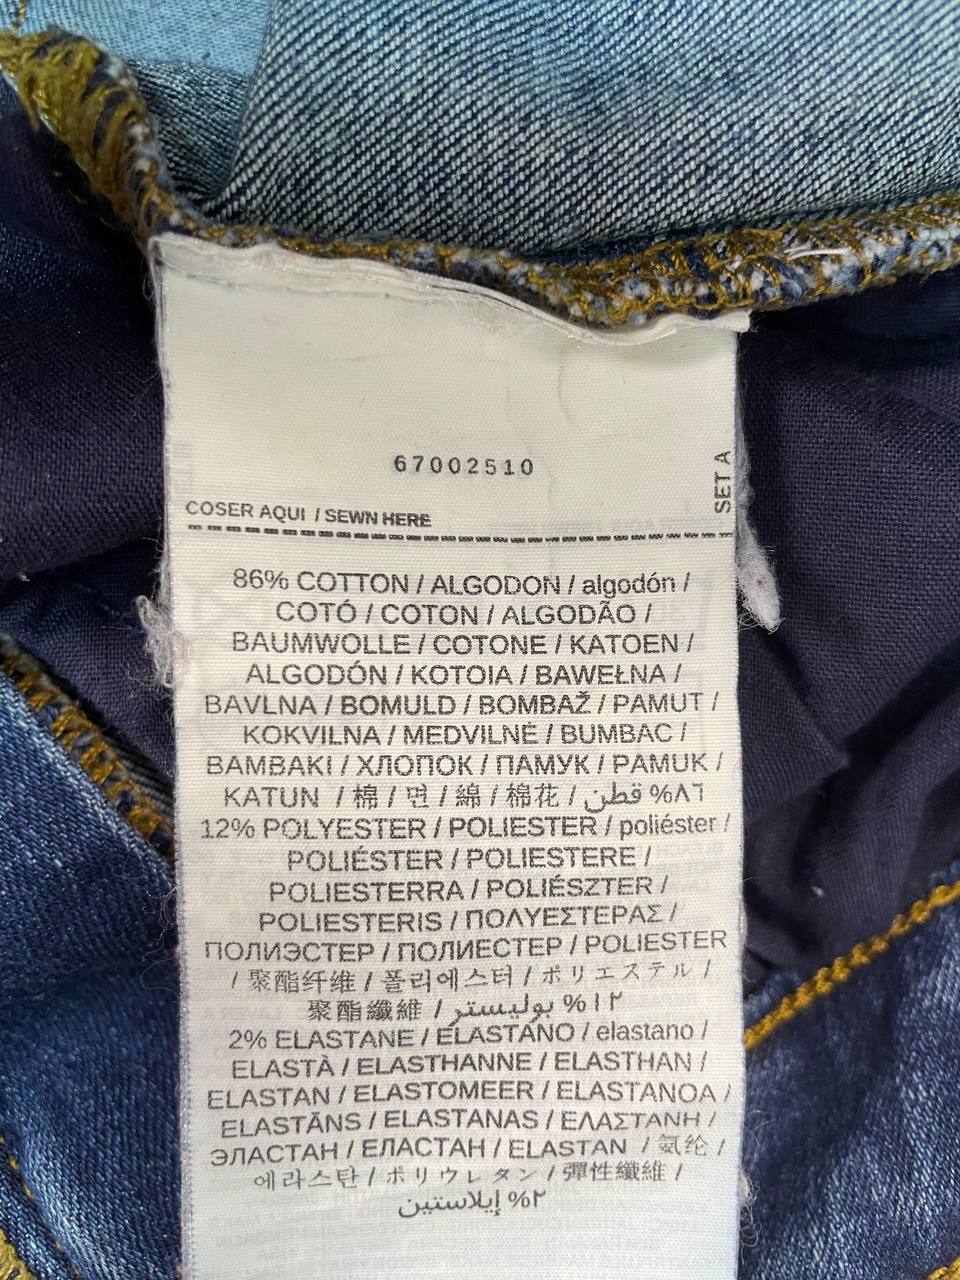 67002510
SET A
COSER AQUI / SEWN HERE
86% COTTON / ALGODON / algodón /
COTÓ / COTON / ALGODÃO /
BAUMWOLLE / COTONE / KATOEN /
ALGODÓN / KOTOIA / BAWEŁNA /
BAVLNA / BOMULD / BOMBAŽ / PAMUT /
KOKVILNA / MEDVILNĖ / BUMBAC /
BAMBAKI / ХЛОПОК / ПАМУК / PAMUK /
KATUN / 棉 / 면 / 綿 / 棉花 / قطن %٨٦
12% POLYESTER / POLIESTER / poliéster /
POLIÉSTER / POLIESTERE /
POLIESTERRA / POLIÉSZTER /
POLIESTERIS / ΠΟΛΥΕΣΤΕΡΑΣ /
ПОЛИЭСТЕР / ПОЛИЕСТЕР / POLIESTER
/ 聚酯纤维 / 폴리에스터 / ポリエステル /
聚酯纖維 / بوليستر %١٢
2% ELASTANE / ELASTANO / elastano /
ELASTÀ / ELASTHANNE / ELASTHAN /
ELASTAN / ELASTOMEER / ELASTANOA /
ELASTĀNS / ELASTANAS / ΕΛΑΣΤΑΝΗ /
ЭЛАСТАН / ЕЛАСТАН / ELASTAN / 氨纶 /
에라스탄 / ポリウレタン / 彈性纖維 /
إيلاستين %٢